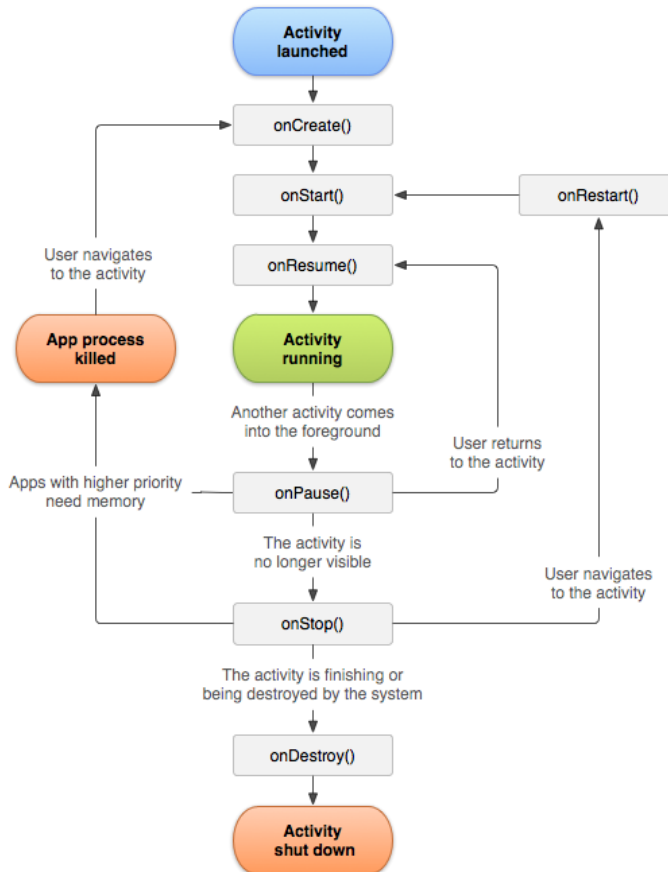 Activity
launched
onCreate()
onStart()
onRestart()
User navigates
to the activity
onResume()
App process
killed
Activity
running
Another activity comes
into the foreground
User returns
to the activity
Apps with higher priority
need memory
onPause()
The activity is
no longer visible
User navigates
to the activity
onStop()
The activity is finishing or
being destroyed by the system
onDestroy()
Activity
shut down